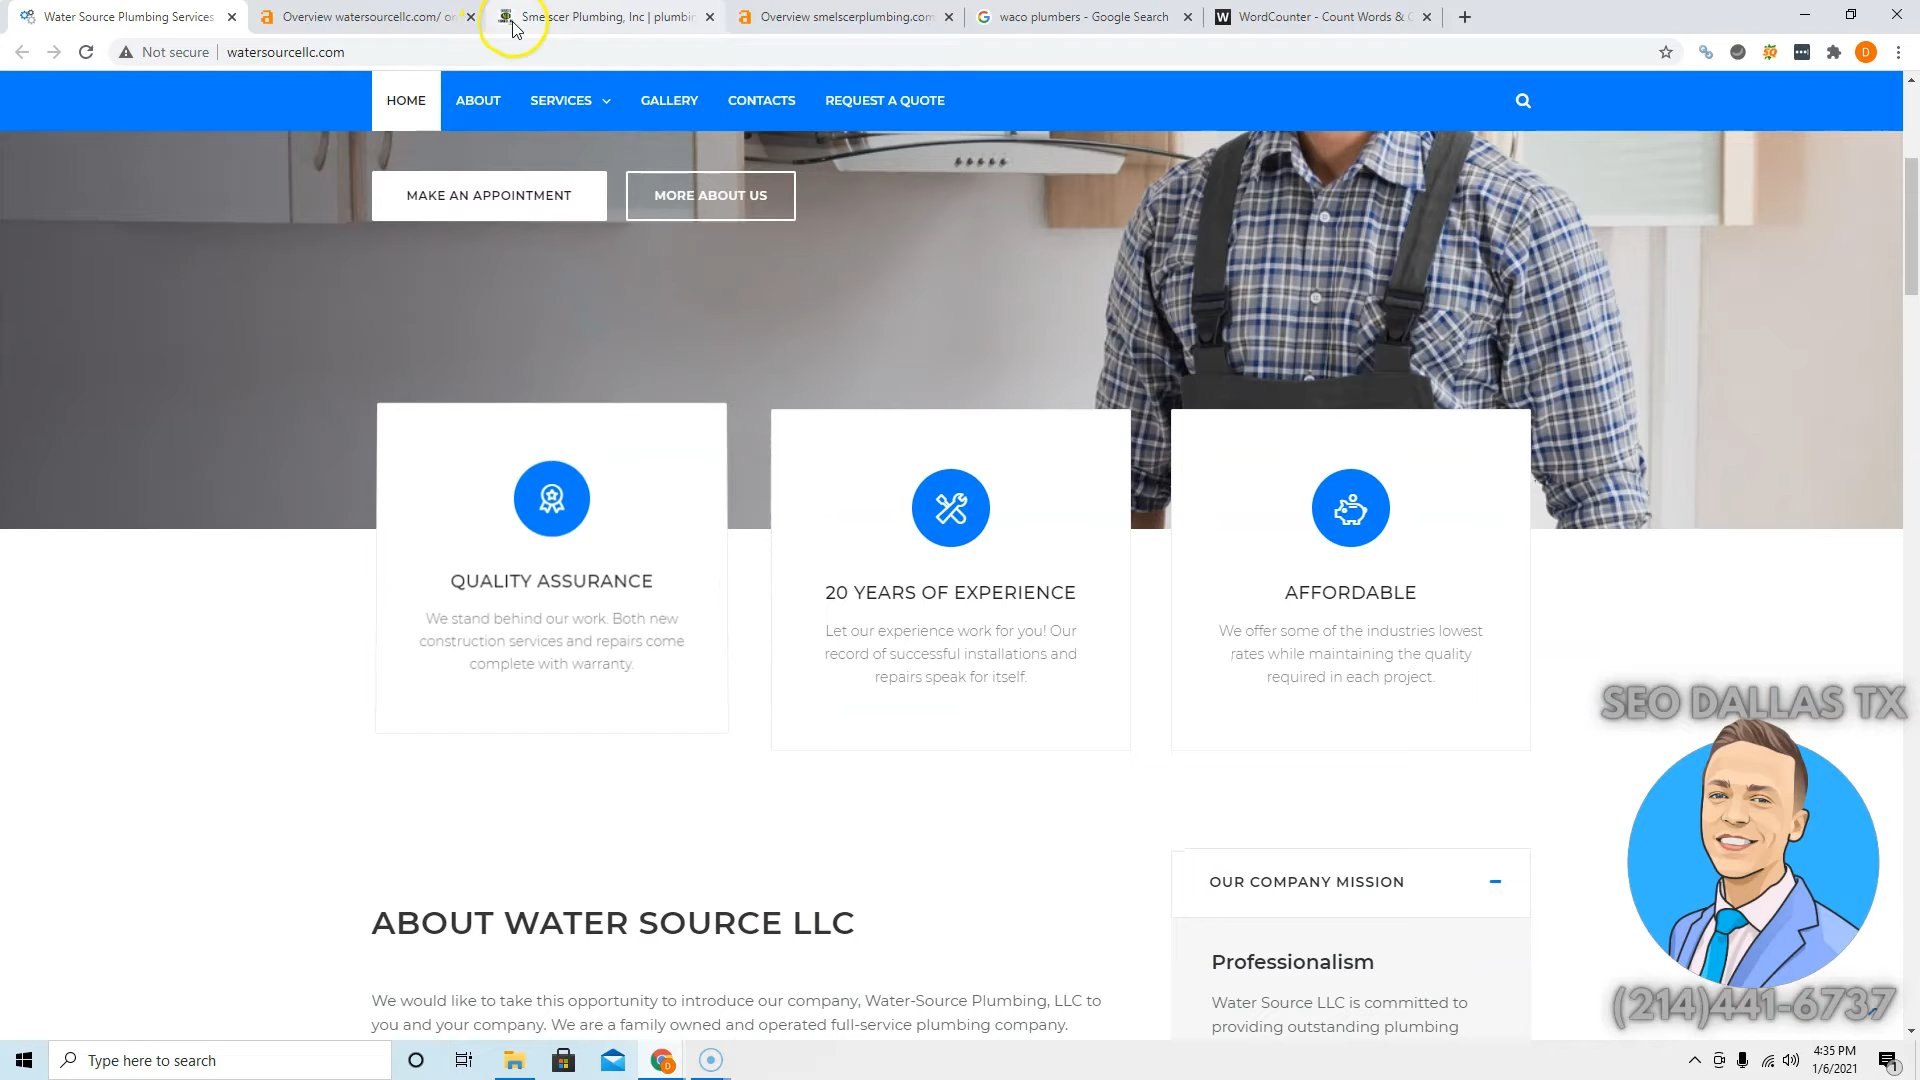 Water Source Plumbing Services
Overview watersourcellc.com/ on
Smelscer Plumbing, Inc | plumbin
Overview smelscerplumbing.com
waco plumbers - Google Search
WordCounter - Count Words & C
Not secure
watersourcellc.com
D
HOME
ABOUT
SERVICES
GALLERY
CONTACTS
REQUEST A QUOTE
MAKE AN APPOINTMENT
MORE ABOUT US
QUALITY ASSURANCE
We stand behind our work. Both new
construction services and repairs come
complete with warranty.
20 YEARS OF EXPERIENCE
Let our experience work for you! Our
record of successful installations and
repairs speak for itself.
AFFORDABLE
We offer some of the industries lowest
rates while maintaining the quality
required in each project.
ABOUT WATER SOURCE LLC
We would like to take this opportunity to introduce our company, Water-Source Plumbing, LLC to
you and your company. We are a family owned and operated full-service plumbing company.
OUR COMPANY MISSION
Professionalism
Water Source LLC is committed to
providing outstanding plumbing
SEO DALLAS TX
(214)441-6737
Type here to search
4:35 PM
1/6/2021
1